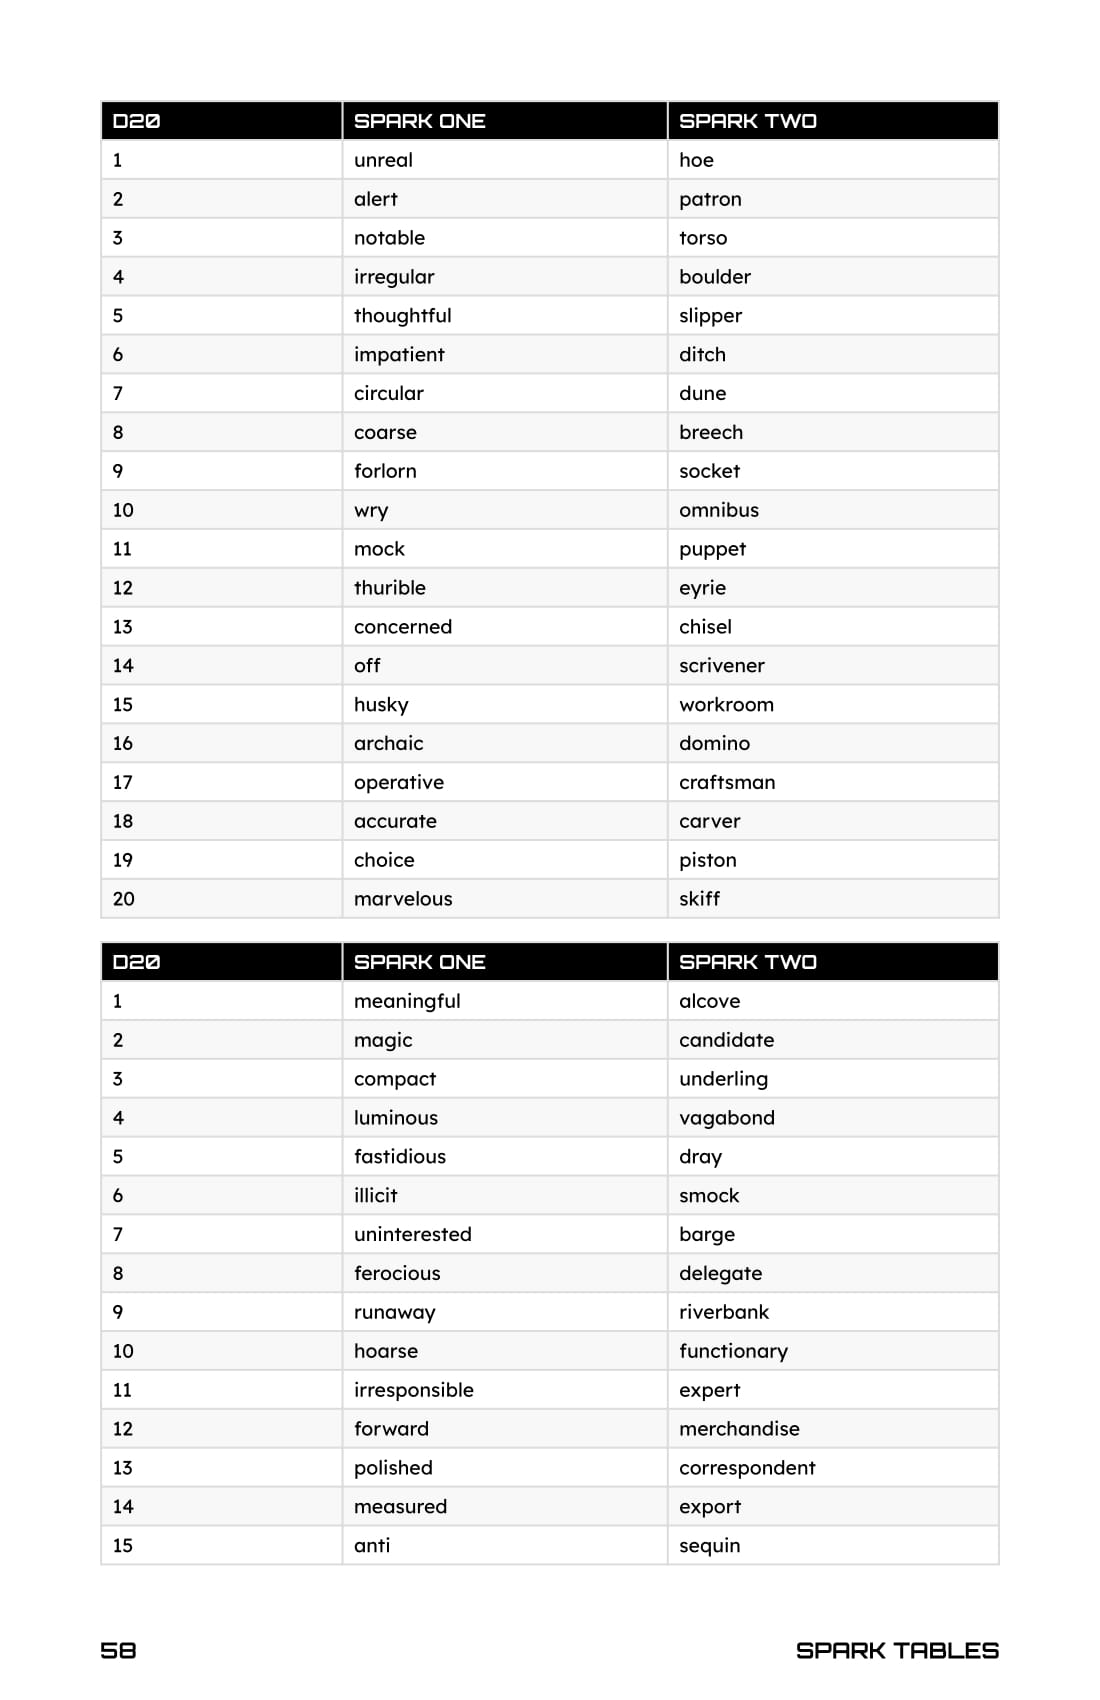 D20 SPARK ONE SPARK TWO
1 unreal hoe
2 alert patron
3 notable torso
4 irregular boulder
5 thoughtful slipper
6 impatient ditch
7 circular dune
8 coarse breech
9 forlorn socket
10 wry omnibus
11 mock puppet
12 thurible eyrie
13 concerned chisel
14 off scrivener
15 husky workroom
16 archaic domino
17 operative craftsman
18 accurate carver
19 choice piston
20 marvelous skiff
D20 SPARK ONE SPARK TWO
1 meaningful alcove
2 magic candidate
3 compact underling
4 luminous vagabond
5 fastidious dray
6 illicit smock
7 uninterested barge
8 ferocious delegate
9 runaway riverbank
10 hoarse functionary
11 irresponsible expert
12 forward merchandise
13 polished correspondent
14 measured export
15 anti sequin
58 SPARK TABLES